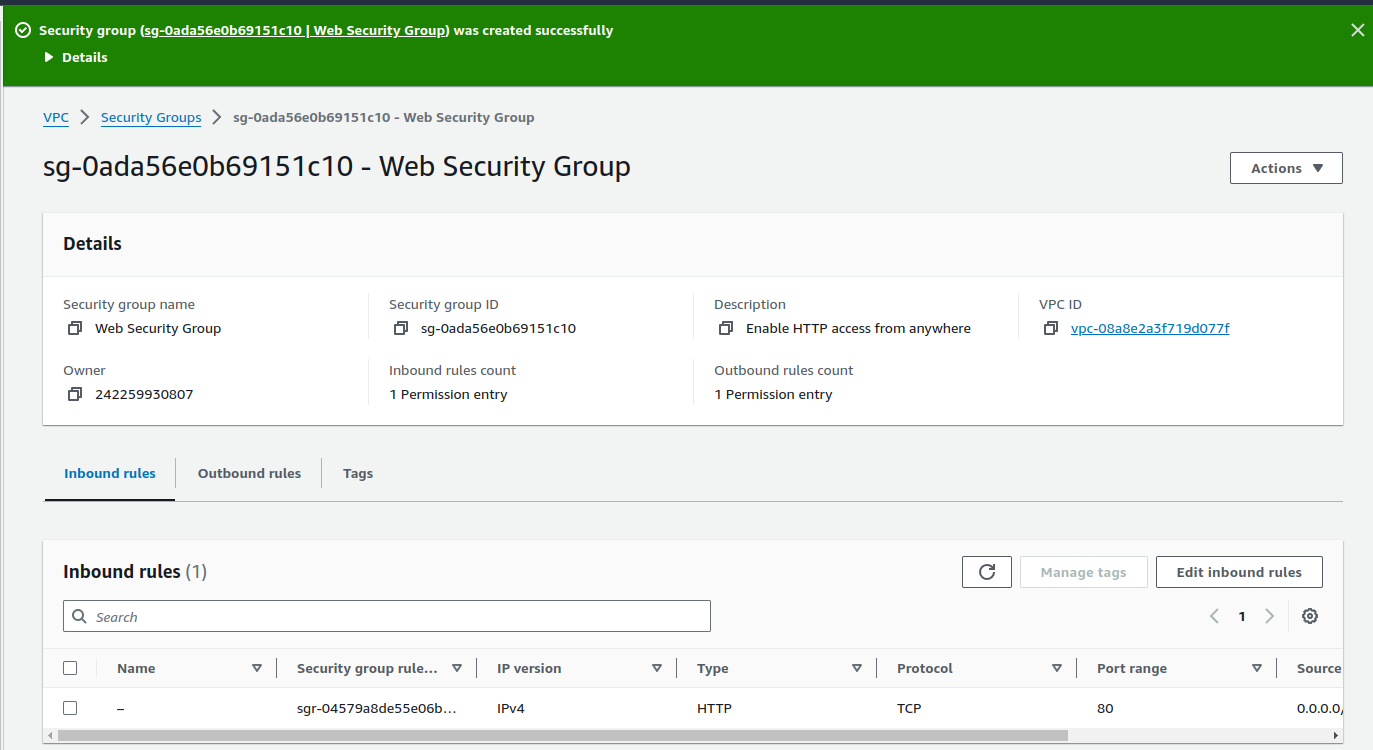 Security group (sg-0ada56e0b69151c10 | Web Security Group) was created successfully
Details
VPC Security Groups sg-0ada56e0b69151c10 - Web Security Group
sg-0ada56e0b69151c10 - Web Security Group
Actions
Details
Security group name Security group ID Description VPC ID
Web Security Group sg-0ada56e0b69151c10 Enable HTTP access from anywhere vpc-08a8e2a3f719d077f
Owner Inbound rules count Outbound rules count
242259930807 1 Permission entry 1 Permission entry
Inbound rules Outbound rules Tags
Inbound rules (1) Manage tags Edit inbound rules
Search 1
Name Security group rule... IP version Type Protocol Port range Source
– sgr-04579a8de55e06b... IPv4 HTTP TCP 80 0.0.0.0/